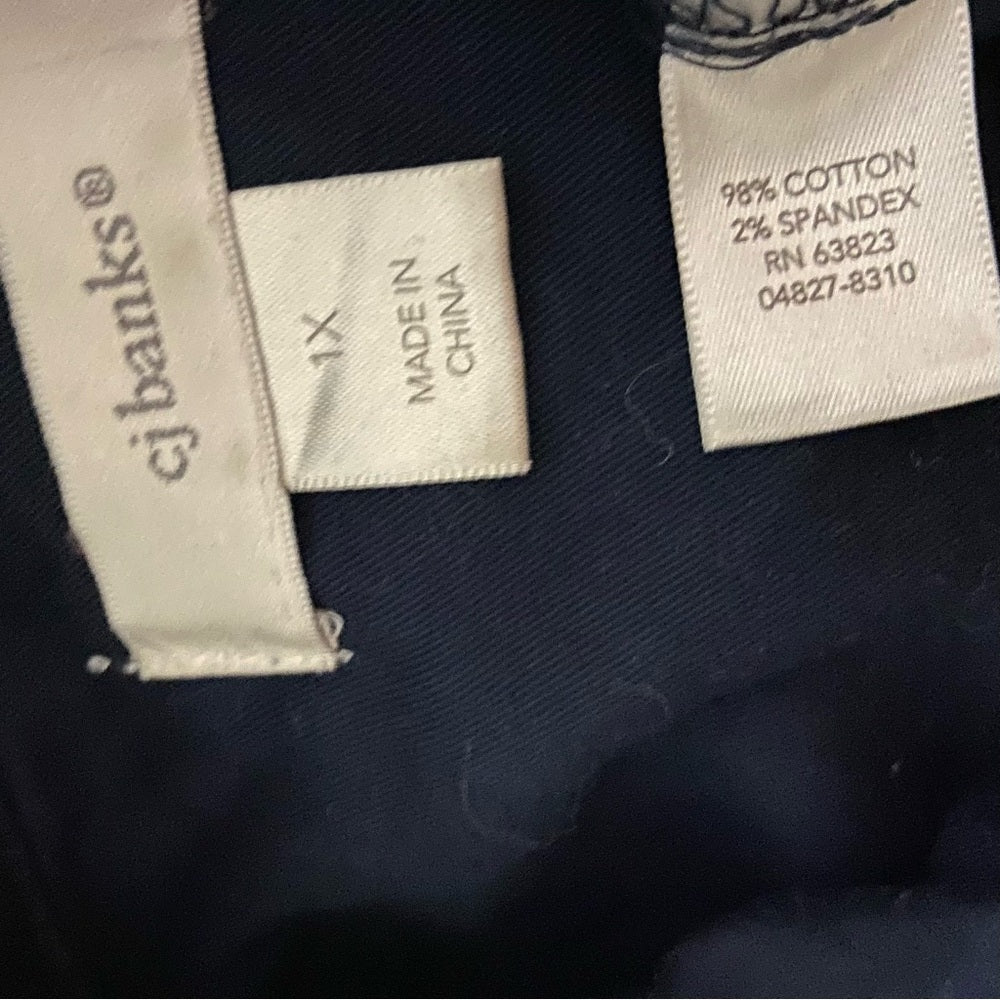 cj banks®
1X
MADE IN
CHINA
98% COTTON
2% SPANDEX
RN 63823
04827-8310